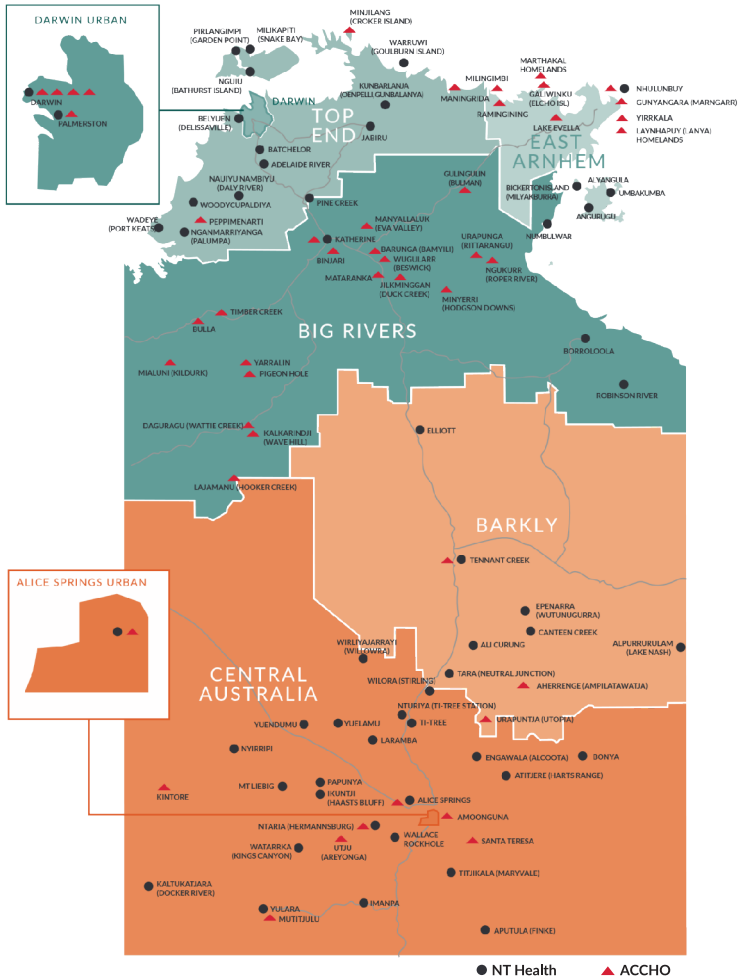 DARWIN URBAN
DARWIN
PALMERSTON
MINJILANG
(CROKER ISLAND)
PIRLANGIMPI
(GARDEN POINT)
MILIKAPITI
(SNAKE BAY)
WARRUWI
(GOULBURN ISLAND)
NGUIU
(BATHURST ISLAND)
MARTHAKAL
HOMELANDS
MILINGIMBI
MANINGRIDA
GALIWINKU
(ELCHO ISL)
NHULUNBUY
GUNYANGARA (MARNGARR)
RAMINGINING
YIRRKALA
LAYNHAPUY (LANYA)
HOMELANDS
LAKE EVELLA
KUNBARLANJA
(OENPELLI, GUNBALANYA)
DARWIN
TOP
END
BELYUEN
(DELISSAVILLE)
JABIRU
BATCHELOR
ADELAIDE RIVER
EAST
ARNHEM
NAUIYU NAMBIYU
(DALY RIVER)
WOODYCUPALDIYA
PINE CREEK
GULINGULIN
(BULMAN)
BICKERTON ISLAND
(MILYAKBURRA)
ALYANGULA
UMBAKUMBA
ANGURUGU
NUMBULWAR
WADEYE
(PORT KEATS)
PEPPIMENARTI
NGANMARRIYANGA
(PALUMPA)
MANYALLALUK
(EVA VALLEY)
KATHERINE
BINJARI
BARUNGA (BAMYILI)
WUGULARR
(BESWICK)
URAPUNGA
(RITTARANGU)
NGUKURR
(ROPER RIVER)
MATARANKA
JILKMINGGAN
(DUCK CREEK)
MINYERRI
(HODGSON DOWNS)
TIMBER CREEK
BULLA
BIG RIVERS
BORROLOOLA
MIALUNI (KILDURK)
YARRALIN
PIGEON HOLE
ROBINSON RIVER
DAGURAGU (WATTIE CREEK)
KALKARINDJI
(WAVE HILL)
ELLIOTT
LAJAMANU (HOOKER CREEK)
BARKLY
TENNANT CREEK
ALICE SPRINGS URBAN
EPENARRA
(WUTUNUGURRA)
CANTEEN CREEK
ALI CURUNG
ALPURRURULAM
(LAKE NASH)
WIRLIYAJARRAYI
(WILLOWRA)
CENTRAL
AUSTRALIA
TARA (NEUTRAL JUNCTION)
WILORA (STIRLING)
AHERRENGE (AMPILATAWATJA)
NTURIYA (TI-TREE STATION)
URAPUNTJA (UTOPIA)
YUENDUMU
YUELAMU
TI-TREE
LARAMBA
NYIRRIPI
ENGAWALA (ALCOOTA)
BONYA
ATITJERE (HARTS RANGE)
KINTORE
MT LIEBIG
PAPUNYA
IKUNTJI
(HAASTS BLUFF)
ALICE SPRINGS
AMOONGUNA
NTARIA (HERMANNSBURG)
WALLACE
ROCKHOLE
SANTA TERESA
WATARRKA
(KINGS CANYON)
UTJU
(AREYONGA)
KALTUKATJARA
(DOCKER RIVER)
TITJIKALA (MARYVALE)
YULARA
MUTITJULU
IMANPA
APUTULA (FINKE)
NT Health
ACCHO